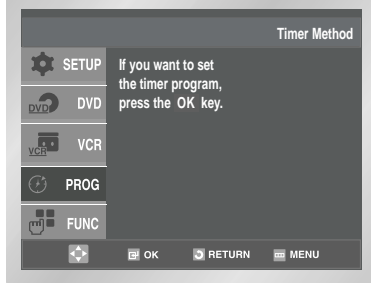 Timer Method
SETUP
If you want to set
the timer program,
press the OK key.
DVD DVD
VCR VCR
PROG
FUNC
OK RETURN MENU